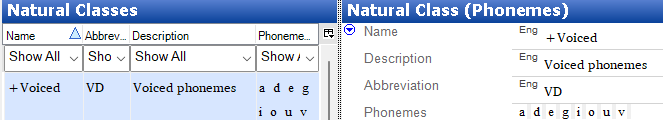 Natural Classes
Name Abbrev... Description Phoneme...
Show All Sho Show All Show A
+Voiced VD Voiced phonemes a d e g
i o u v
Natural Class (Phonemes)
Name Eng +Voiced
Description Eng Voiced phonemes
Abbreviation Eng VD
Phonemes a d e g i o u v